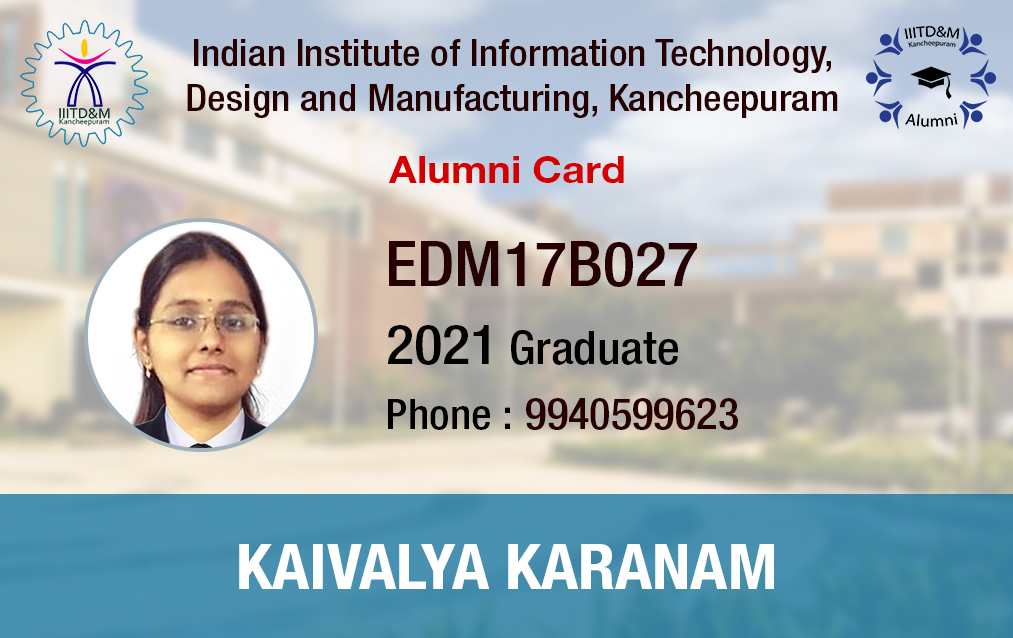 IIITD&M
Kancheepuram
Indian Institute of Information Technology,
Design and Manufacturing, Kancheepuram
IIITD&M
Kancheepuram
Alumni
Alumni Card
EDM17B027
2021 Graduate
Phone : 9940599623
KAIVALYA KARANAM